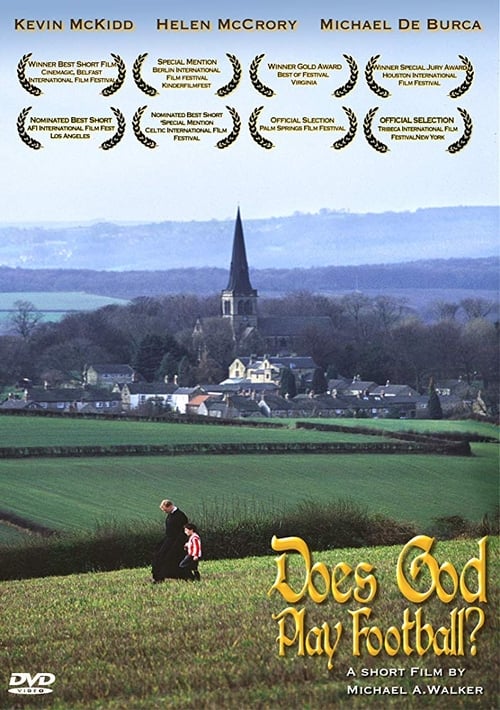 Kevin McKidd Helen McCrory Michael De Burca
Winner Best Short Film
Cinemagic, Belfast
International Film Festival
Special Mention
Berlin International
Film Festival
Kinderfilmfest
Winner Gold Award
Best of Festival
Virginia
Winner Special Jury Award
Houston International
Film Festival
Nominated Best Short
AFI International Film Fest
Los Angeles
Nominated Best Short
*Special Mention
Celtic International Film
Festival
Official Selection
Palm Springs Film Festival
Official Selection
Tribeca International Film
Festival New York
Does God
Play Football?
A short Film by
Michael A. Walker
DVD
VIDEO